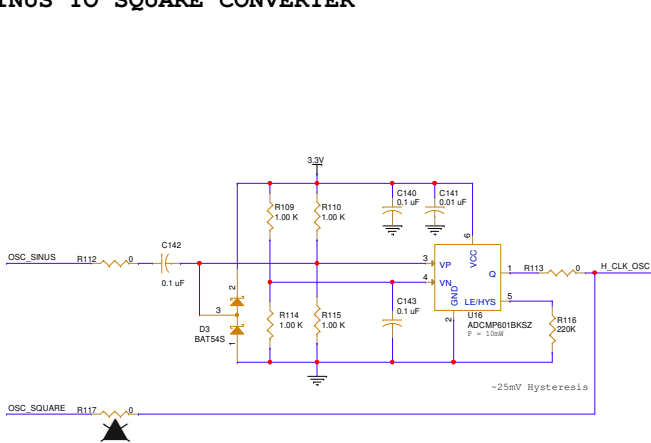 INUS TO SQUARE CONVERTER
3.3V
R109
1.00 K
R110
1.00 K
C140
0.1 uF
C141
0.01 uF
OSC_SINUS
R112
0
C142
0.1 uF
3
VP
4
VN
VCC
6
Q
1
R113
0
H_CLK_OSC
GND
2
LE/HYS
5
U16
ADCMP601BKSZ
P = 10mW
R116
220K
2
3
1
D3
BAT54S
R114
1.00 K
R115
1.00 K
C143
0.1 uF
~25mV Hysteresis
OSC_SQUARE
R117
0